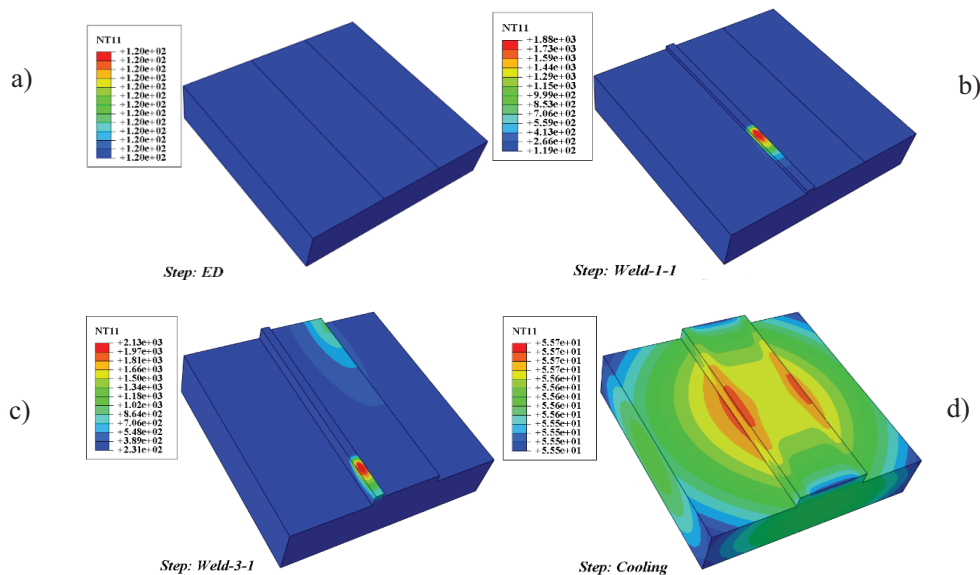 a)
NT11
+1.20e+02
+1.20e+02
+1.20e+02
+1.20e+02
+1.20e+02
+1.20e+02
+1.20e+02
+1.20e+02
+1.20e+02
+1.20e+02
+1.20e+02
+1.20e+02
+1.20e+02
Step: ED
b)
NT11
+1.88e+03
+1.73e+03
+1.59e+03
+1.44e+03
+1.29e+03
+1.15e+03
+9.99e+02
+8.53e+02
+7.06e+02
+5.59e+02
+4.13e+02
+2.66e+02
+1.19e+02
Step: Weld-1-1
c)
NT11
+2.13e+03
+1.97e+03
+1.81e+03
+1.66e+03
+1.50e+03
+1.34e+03
+1.18e+03
+1.02e+03
+8.64e+02
+7.06e+02
+5.48e+02
+3.89e+02
+2.31e+02
Step: Weld-3-1
d)
NT11
+5.57e+01
+5.57e+01
+5.57e+01
+5.57e+01
+5.56e+01
+5.56e+01
+5.56e+01
+5.56e+01
+5.56e+01
+5.56e+01
+5.55e+01
+5.55e+01
+5.55e+01
Step: Cooling